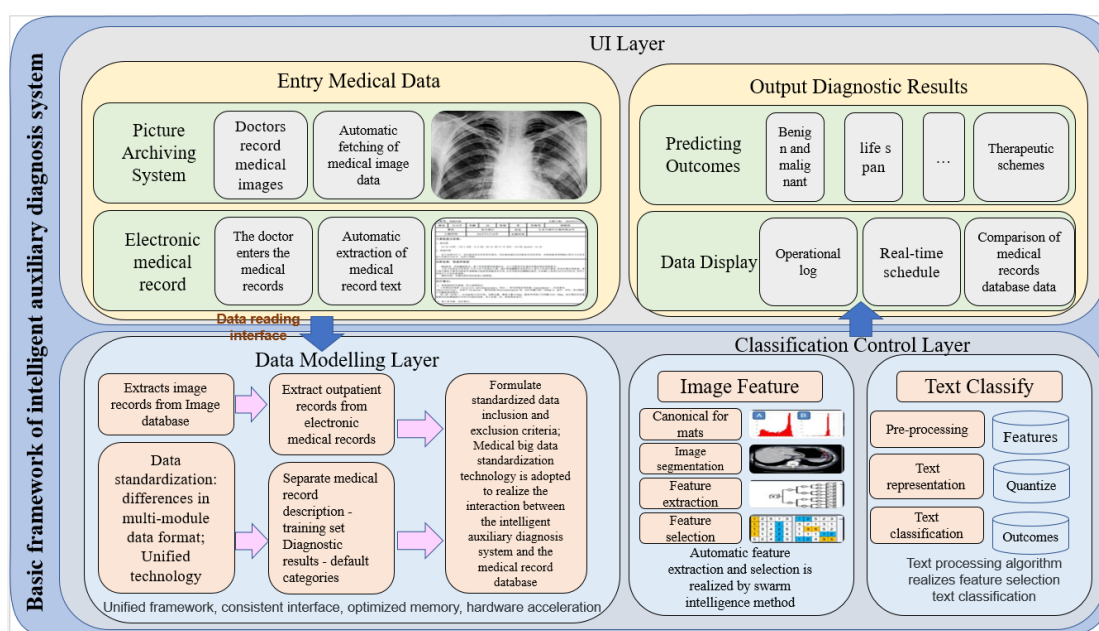 Basic framework of intelligent auxiliary diagnosis system
UI Layer
Entry Medical Data
Picture
Archiving
System
Doctors
record
medical
images
Automatic
fetching of
medical image
data
Electronic
medical
record
The doctor
enters the
medical
records
Automatic
extraction of
medical
record text
Output Diagnostic Results
Predicting
Outcomes
Benig
n and m
alig
nant
life s
pan
…
Therapeutic
schemes
Data Display
Operational
log
Real-time
schedule
Comparison of
medical
records
database data
Data reading
interface
Data Modelling Layer
Extracts image
records from Image
database
Extract outpatient
records from
electronic
medical records
Data
standardization:
differences in
multi-module
data format;
Unified
technology
Separate medical
record
description -
training set
Diagnostic
results - default
categories
Formulate
standardized data
inclusion and
exclusion criteria;
Medical big data
standardization
technology is adopted
to realize the
interaction between
the intelligent
auxiliary diagnosis
system and the
medical record
database
Unified framework, consistent interface, optimized memory, hardware acceleration
Classification Control Layer
Image Feature
Canonical for
mats
A
B
Image
segmentation
Feature
extraction
Feature
selection
Automatic feature
extraction and selection is
realized by swarm
intelligence method
Text Classify
Pre-processing
Features
Text
representation
Quantize
Text
classification
Outcomes
Text processing algorithm
realizes feature selection
text classification